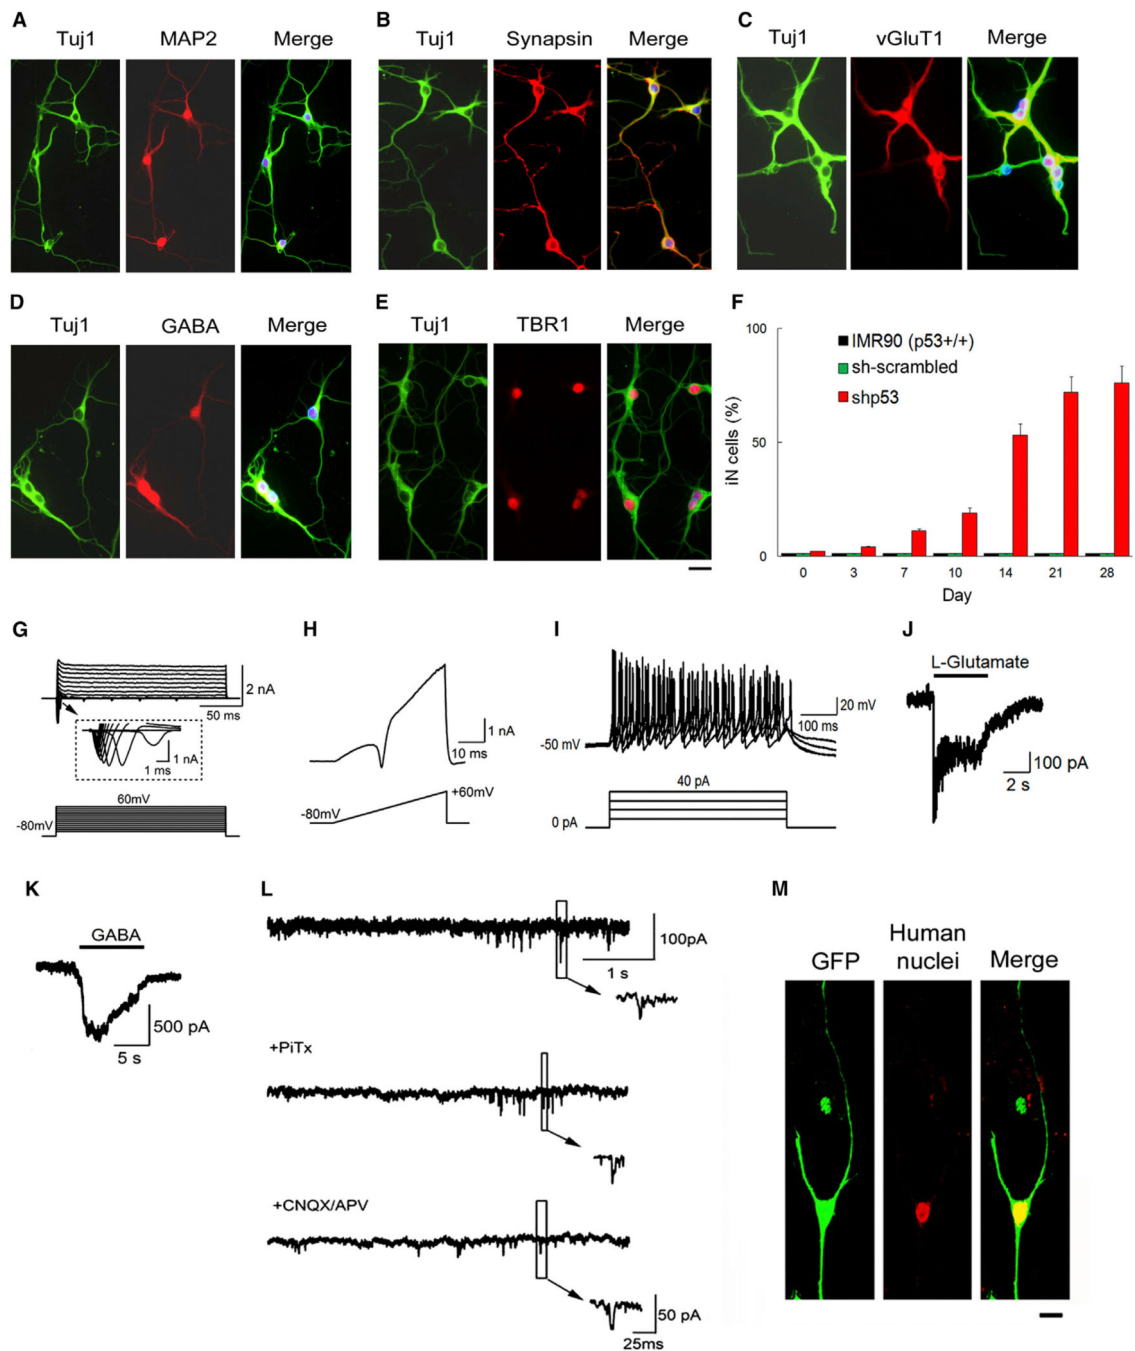 A
Tuj1 MAP2 Merge
B
Tuj1 Synapsin Merge
C
Tuj1 vGluT1 Merge
D
Tuj1 GABA Merge
E
Tuj1 TBR1 Merge
F
100
50
0
iN cells (%)
IMR90 (p53+/+)
sh-scrambled
shp53
0 3 7 10 14 21 28
Day
G
2 nA
50 ms
1 nA
1 ms
60mV
-80mV
H
1 nA
10 ms
+60mV
-80mV
I
20 mV
100 ms
-50 mV
40 pA
0 pA
J
L-Glutamate
100 pA
2 s
K
GABA
500 pA
5 s
L
100pA
1 s
+PiTx
+CNQX/APV
50 pA
25ms
M
GFP Human nuclei Merge